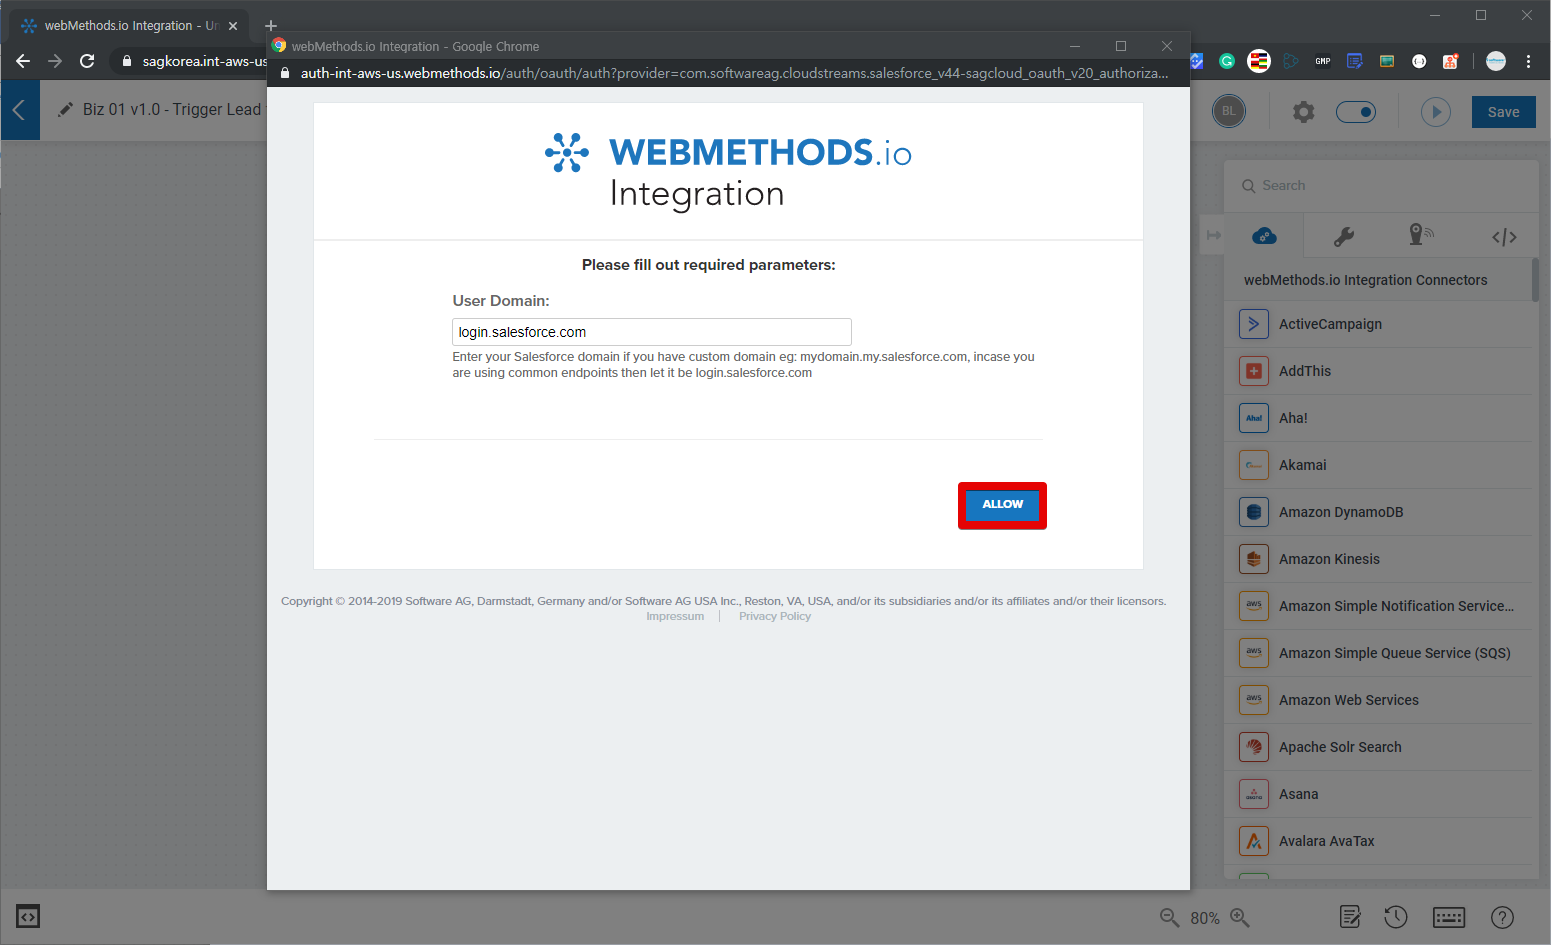 webMethods.io Integration - Un
webMethods.io Integration - Google Chrome
sagkorea.int-aws-us
auth-int-aws-us.webmethods.io/auth/oauth/auth?provider=com.softwareag.cloudstreams.salesforce_v44-sagcloud_oauth_v20_authoriza...
GMP
Biz 01 v1.0 - Trigger Lead
BL
Save
WEBMETHODS.io
Integration
Please fill out required parameters:
User Domain:
login.salesforce.com
Enter your Salesforce domain if you have custom domain eg: mydomain.my.salesforce.com, incase you
are using common endpoints then let it be login.salesforce.com
ALLOW
Copyright © 2014-2019 Software AG, Darmstadt, Germany and/or Software AG USA Inc., Reston, VA, USA, and/or its subsidiaries and/or its affiliates and/or their licensors.
Impressum
Privacy Policy
Search
webMethods.io Integration Connectors
ActiveCampaign
AddThis
Aha!
Aha!
Akamai
Amazon DynamoDB
Amazon Kinesis
aws
Amazon Simple Notification Service...
aws
Amazon Simple Queue Service (SQS)
aws
Amazon Web Services
Apache Solr Search
Asana
Avalara AvaTax
80%